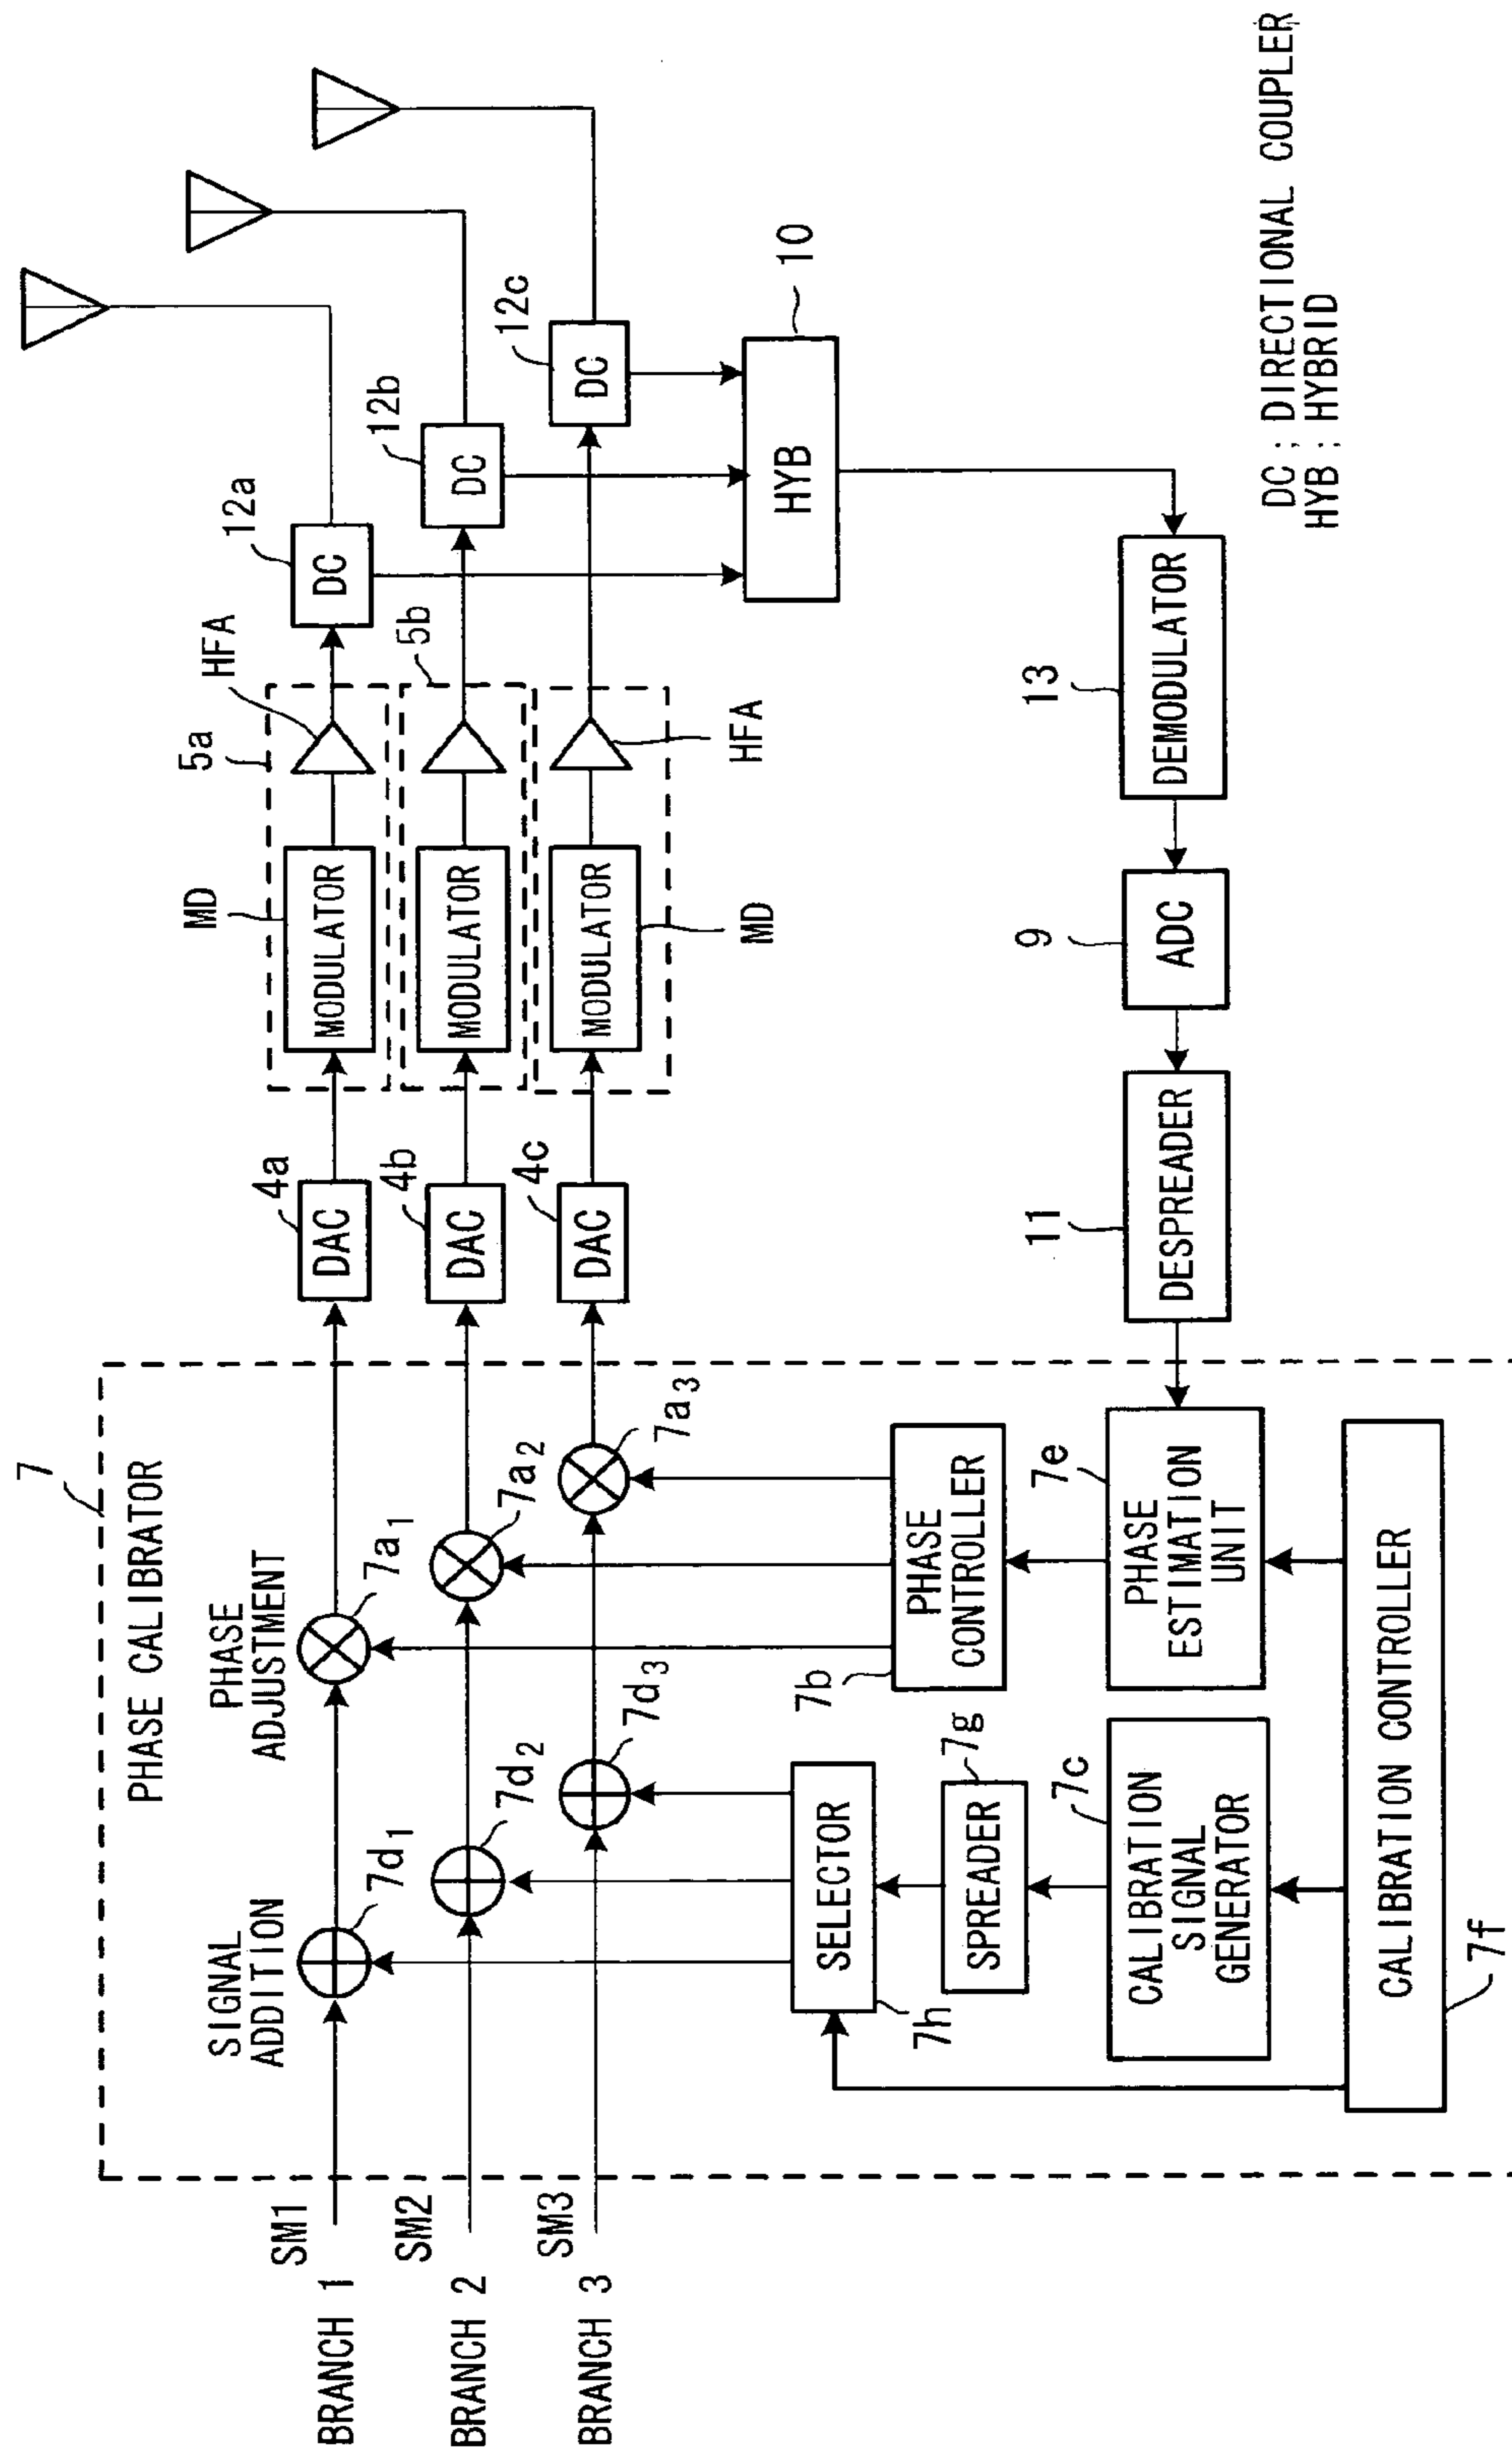 7
PHASE CALIBRATOR
SIGNAL
ADDITION
PHASE
ADJUSTMENT
SM1
BRANCH 1
SM2
BRANCH 2
SM3
BRANCH 3
7d1
7d2
7d3
7a1
7a2
7a3
4a
DAC
4b
DAC
4c
DAC
5a
MD
MODULATOR
HFA
5b
MODULATOR
MODULATOR
MD
HFA
12a
DC
12b
DC
12c
DC
10
HYB
SELECTOR
7h
7g
SPREADER
7c
CALIBRATION
SIGNAL
GENERATOR
7b
PHASE
CONTROLLER
7e
PHASE
ESTIMATION
UNIT
CALIBRATION CONTROLLER
7f
11
DESPREADER
9
ADC
13
DEMODULATOR
DC ; DIRECTIONAL COUPLER
HYB ; HYBRID